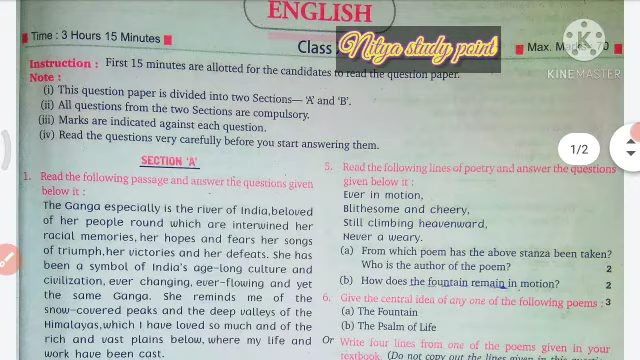 ENGLISH
Time : 3 Hours 15 Minutes
Class
Nitya study point
Max. Marks: 70
KINEMASTER
Instruction : First 15 minutes are allotted for the candidates to read the question paper.
Note :
(i) This question paper is divided into two Sections— 'A' and 'B'.
(ii) All questions from the two Sections are compulsory.
(iii) Marks are indicated against each question.
(iv) Read the questions very carefully before you start answering them.
1/2
SECTION 'A'
1. Read the following passage and answer the questions given
below it :
The Ganga especially is the river of India, beloved
of her people round which are interwined her
racial memories, her hopes and fears her songs
of triumph, her victories and her defeats. She has
been a symbol of India's age-long culture and
civilization, ever changing, ever-flowing and yet
the same Ganga. She reminds me of the
snow-covered peaks and the deep valleys of the
Himalayas, which I have loved so much and of the
rich and vast plains below, where my life and
work have been cast.
5. Read the following lines of poetry and answer the questions
given below it :
Ever in motion,
Blithesome and cheery,
Still climbing heavenward,
Never a weary.
(a) From which poem has the above stanza been taken?
Who is the author of the poem? 2
(b) How does the fountain remain in motion? 2
6. Give the central idea of any one of the following poems : 3
(a) The Fountain
(b) The Psalm of Life
Or Write four lines from one of the poems given in your
textbook. (Do not copy out the lines given in this